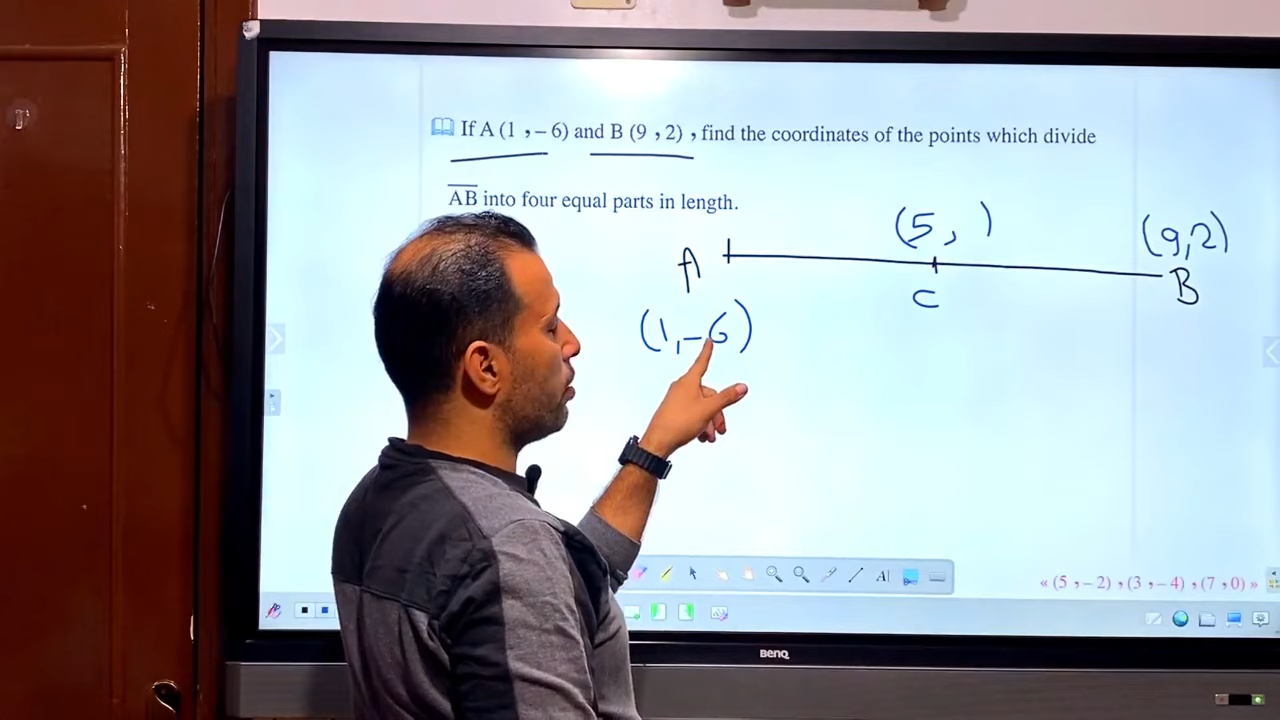 If A (1 , – 6) and B (9 , 2) , find the coordinates of the points which divide
AB into four equal parts in length.
(5, )
(9,2)
A
C
B
(1,-6)
A
« (5 , – 2) , (3 , – 4) , (7 , 0) »
BenQ